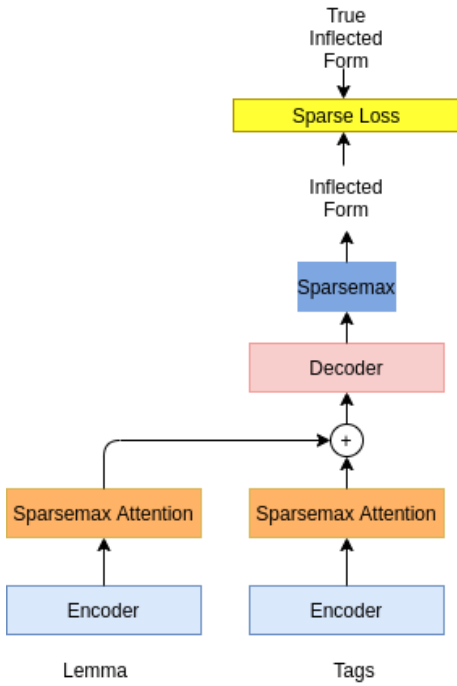 True
Inflected
Form
Sparse Loss
Inflected
Form
Sparsemax
Decoder
+
Sparsemax Attention
Sparsemax Attention
Encoder
Encoder
Lemma
Tags